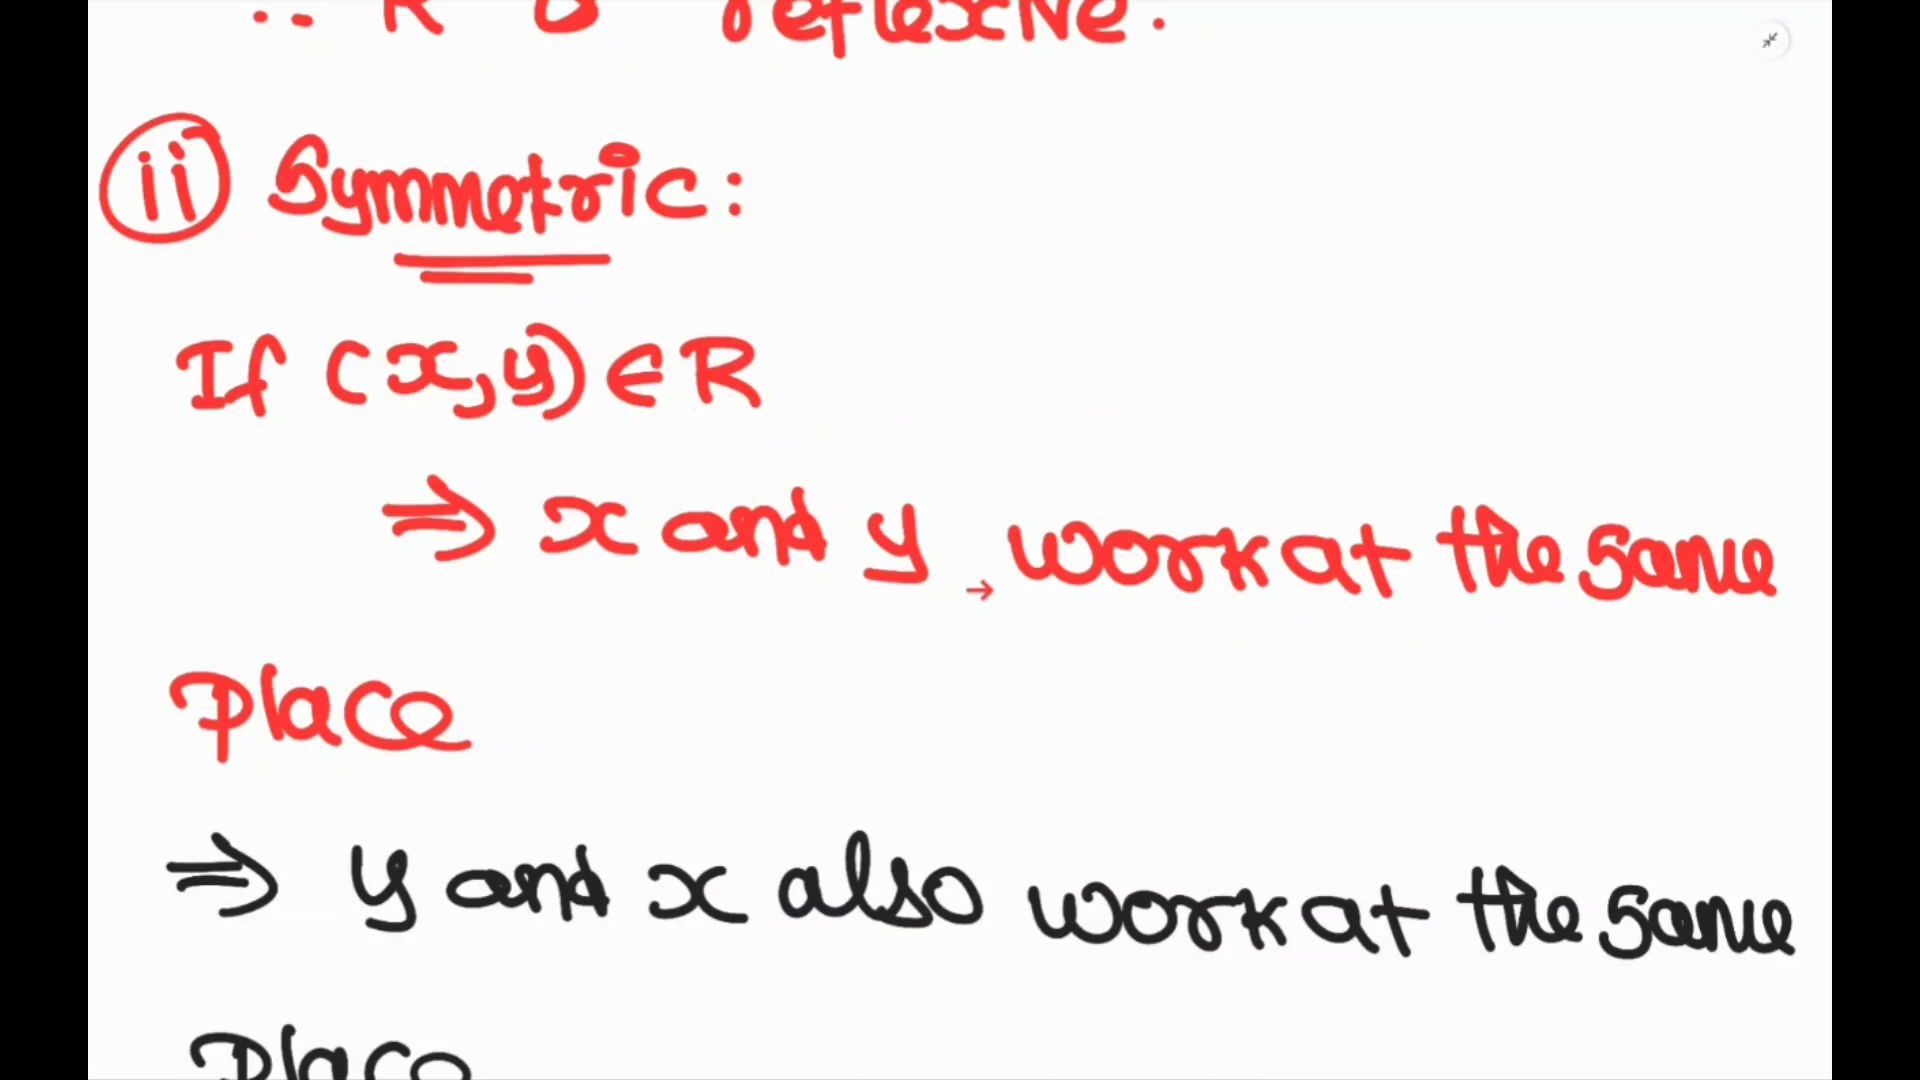 ∴ R is reflexive.
ii Symmetric:
If (x,y) ∈ R
⇒ x and y → work at the same
Place
⇒ y and x also work at the same
Place